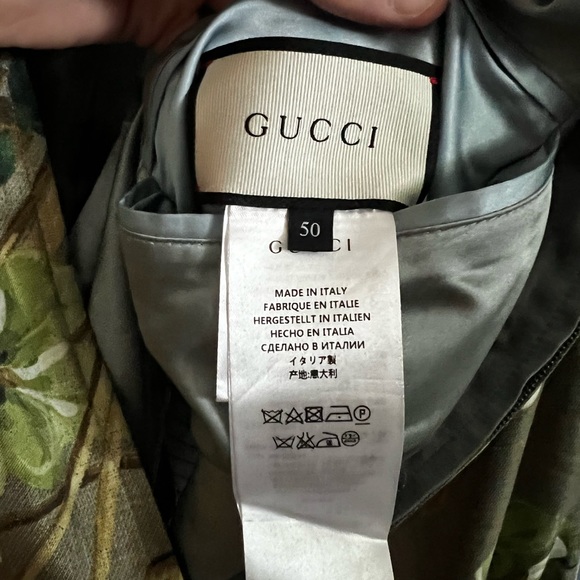 GUCCI
50
G CI
MADE IN ITALY
FABRIQUE EN ITALIE
HERGESTELLT IN ITALIEN
HECHO EN ITALIA
СДЕЛАНО В ИТАЛИИ
イタリア製
产地:意大利
P